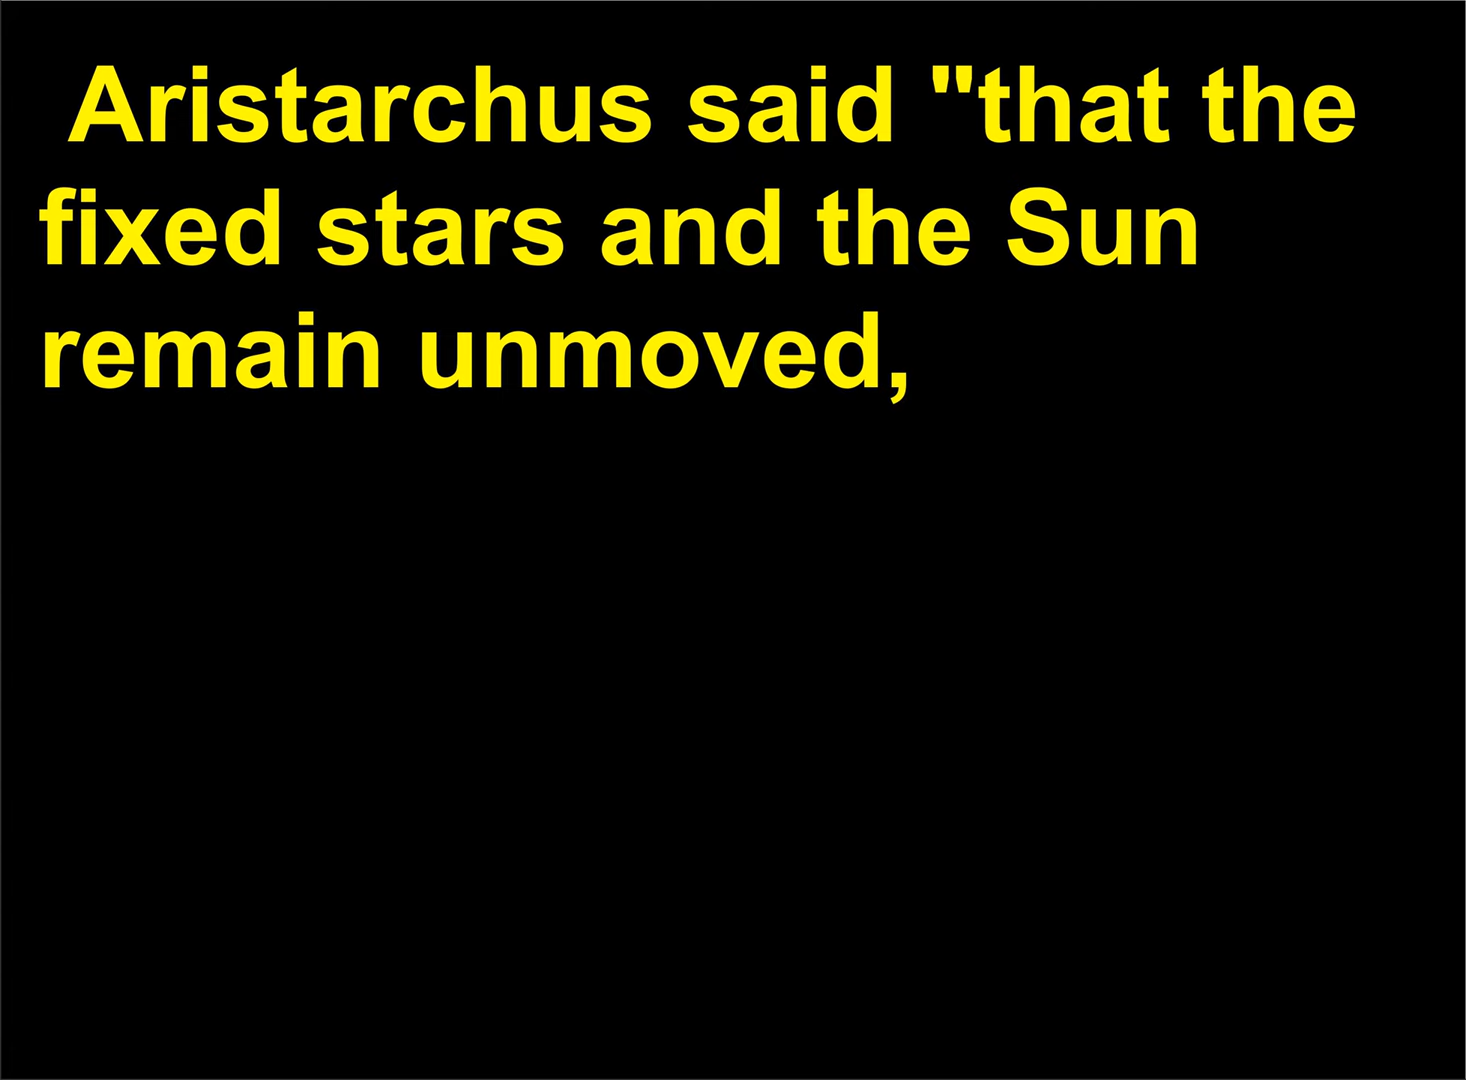 Aristarchus said "that the
fixed stars and the Sun
remain unmoved,